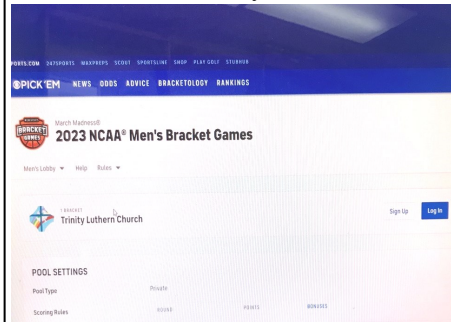 PORTS.COM 247SPORTS MAXPREPS SCOUT SPORTSLINE SHOP PLAY GOLF STUBHUB
PICK'EM NEWS ODDS ADVICE BRACKETOLOGY RANKINGS
BRACKET
GAMES
March Madness®
2023 NCAA® Men's Bracket Games
Men's Lobby Help Rules
1 BRACKET
Trinity Luthern Church
Sign Up Log In
POOL SETTINGS
Pool Type Private
Scoring Rules ROUND POINTS BONUSES